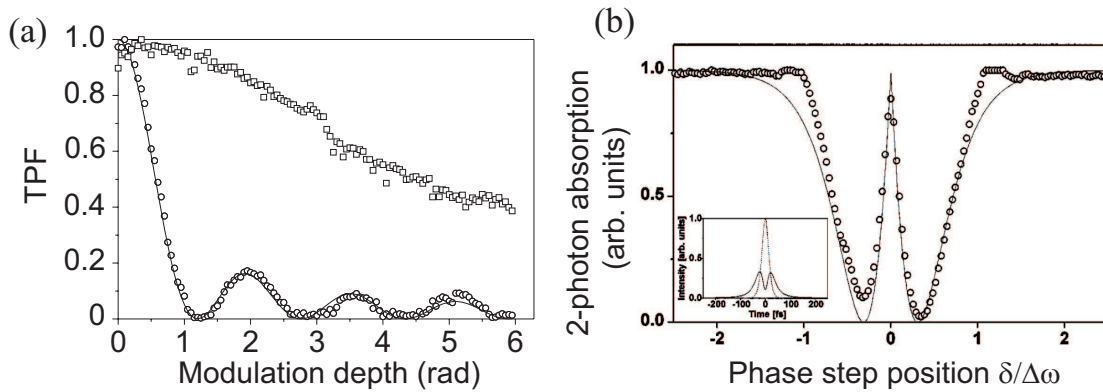 (a)
1.0
0.8
0.6
0.4
0.2
0
TPF
0 1 2 3 4 5 6
Modulation depth (rad)
(b)
1.0
0.5
0.0
2-photon absorption
(arb. units)
-2 -1 0 1 2
Phase step position δ/Δω
Intensity [arb. units]
1.0
0.5
0.0
-200 0 200
Time [fs]